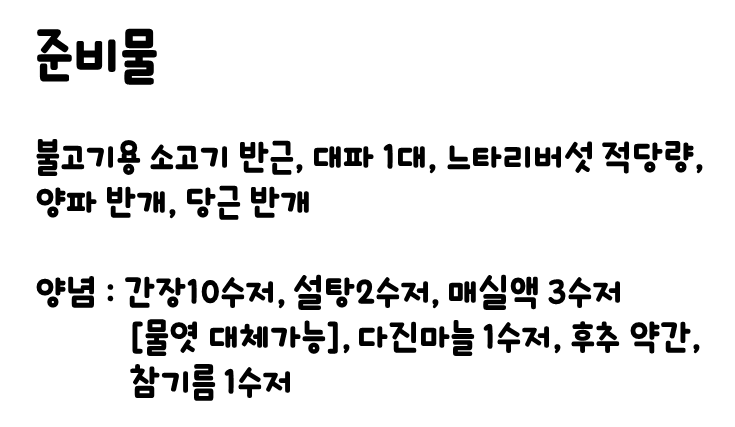 준비물
불고기용 소고기 반근, 대파 1대, 느타리버섯 적당량,
양파 반개, 당근 반개
양념 : 간장10수저, 설탕2수저, 매실액 3수저
[물엿 대체가능], 다진마늘 1수저, 후추 약간,
참기름 1수저